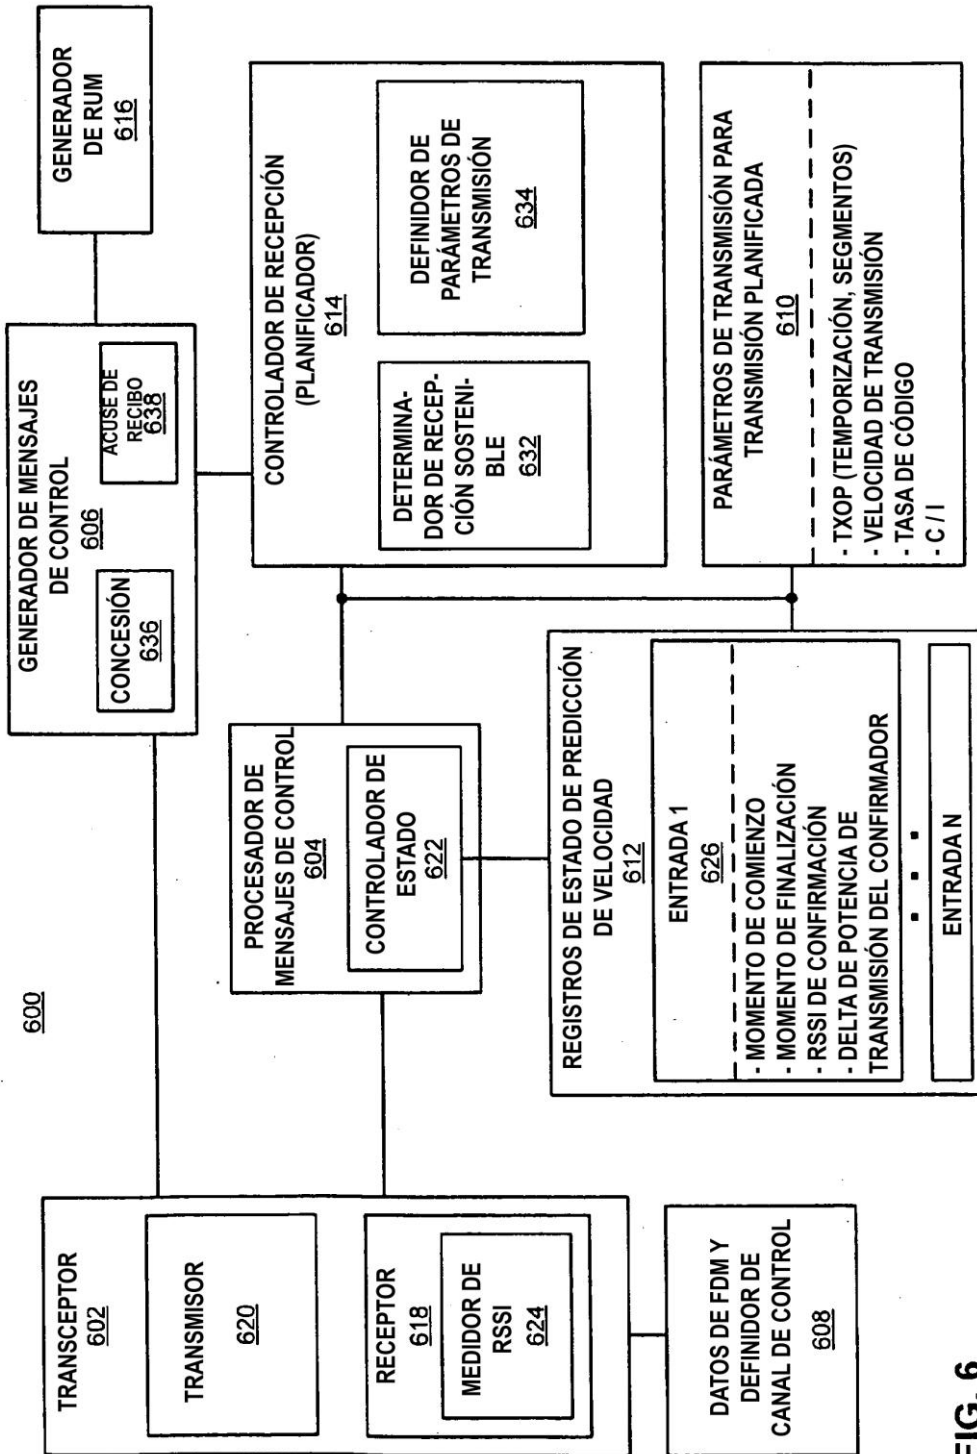 600
TRANSCEPTOR
602
TRANSMISOR
620
RECEPTOR
618
MEDIDOR DE
RSSI
624
DATOS DE FDM Y
DEFINIDOR DE
CANAL DE CONTROL
608
GENERADOR DE MENSAJES
DE CONTROL
606
CONCESIÓN
636
ACUSE DE
RECIBO
638
GENERADOR
DE RUM
616
PROCESADOR DE
MENSAJES DE CONTROL
604
CONTROLADOR DE
ESTADO
622
CONTROLADOR DE RECEPCIÓN
(PLANIFICADOR)
614
DETERMINA-
DOR DE RECEP-
CIÓN SOSTENI-
BLE
632
DEFINIDOR DE
PARÁMETROS DE
TRANSMISIÓN
634
REGISTROS DE ESTADO DE PREDICCIÓN
DE VELOCIDAD
612
ENTRADA 1
626
- MOMENTO DE COMIENZO
- MOMENTO DE FINALIZACIÓN
- RSSI DE CONFIRMACIÓN
- DELTA DE POTENCIA DE
TRANSMISIÓN DEL CONFIRMADOR
ENTRADA N
PARÁMETROS DE TRANSMISIÓN PARA
TRANSMISIÓN PLANIFICADA
610
- TXOP (TEMPORIZACIÓN, SEGMENTOS)
- VELOCIDAD DE TRANSMISIÓN
- TASA DE CÓDIGO
- C / I
FIG. 6